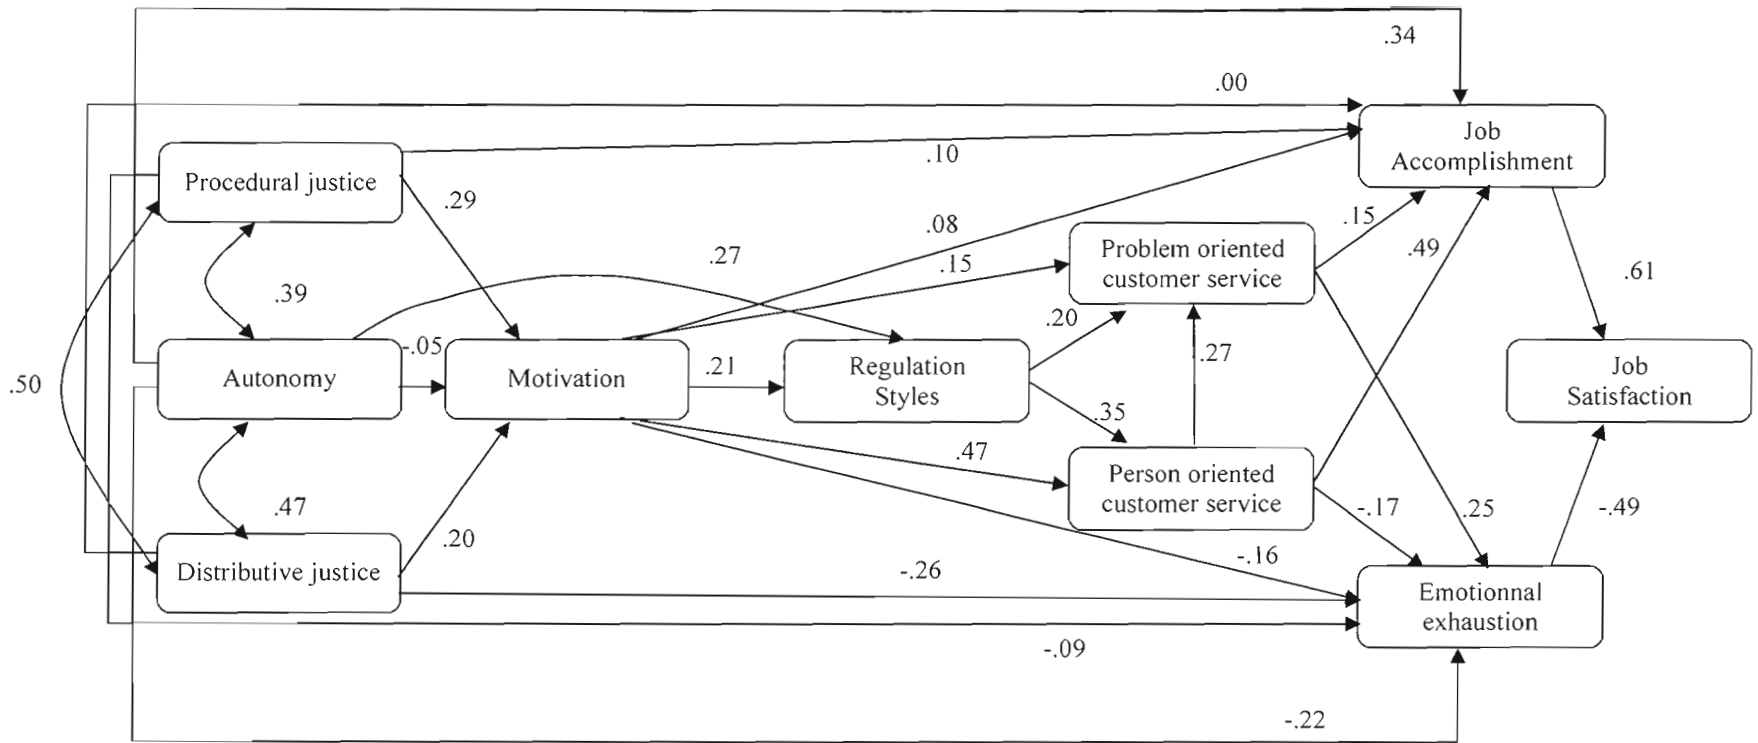 .34
.00
Job
Accomplishment
.10
Procedural justice
.29
.08
.15
.49
.27
.15
Problem oriented
customer service
.61
.39
.20
-.05
.27
.50
Autonomy
Motivation
.21
Regulation
Styles
Job
Satisfaction
.35
.47
Person oriented
customer service
.47
-.17
.25
-.49
.20
-.16
Distributive justice
-.26
Emotionnal
exhaustion
-.09
-.22